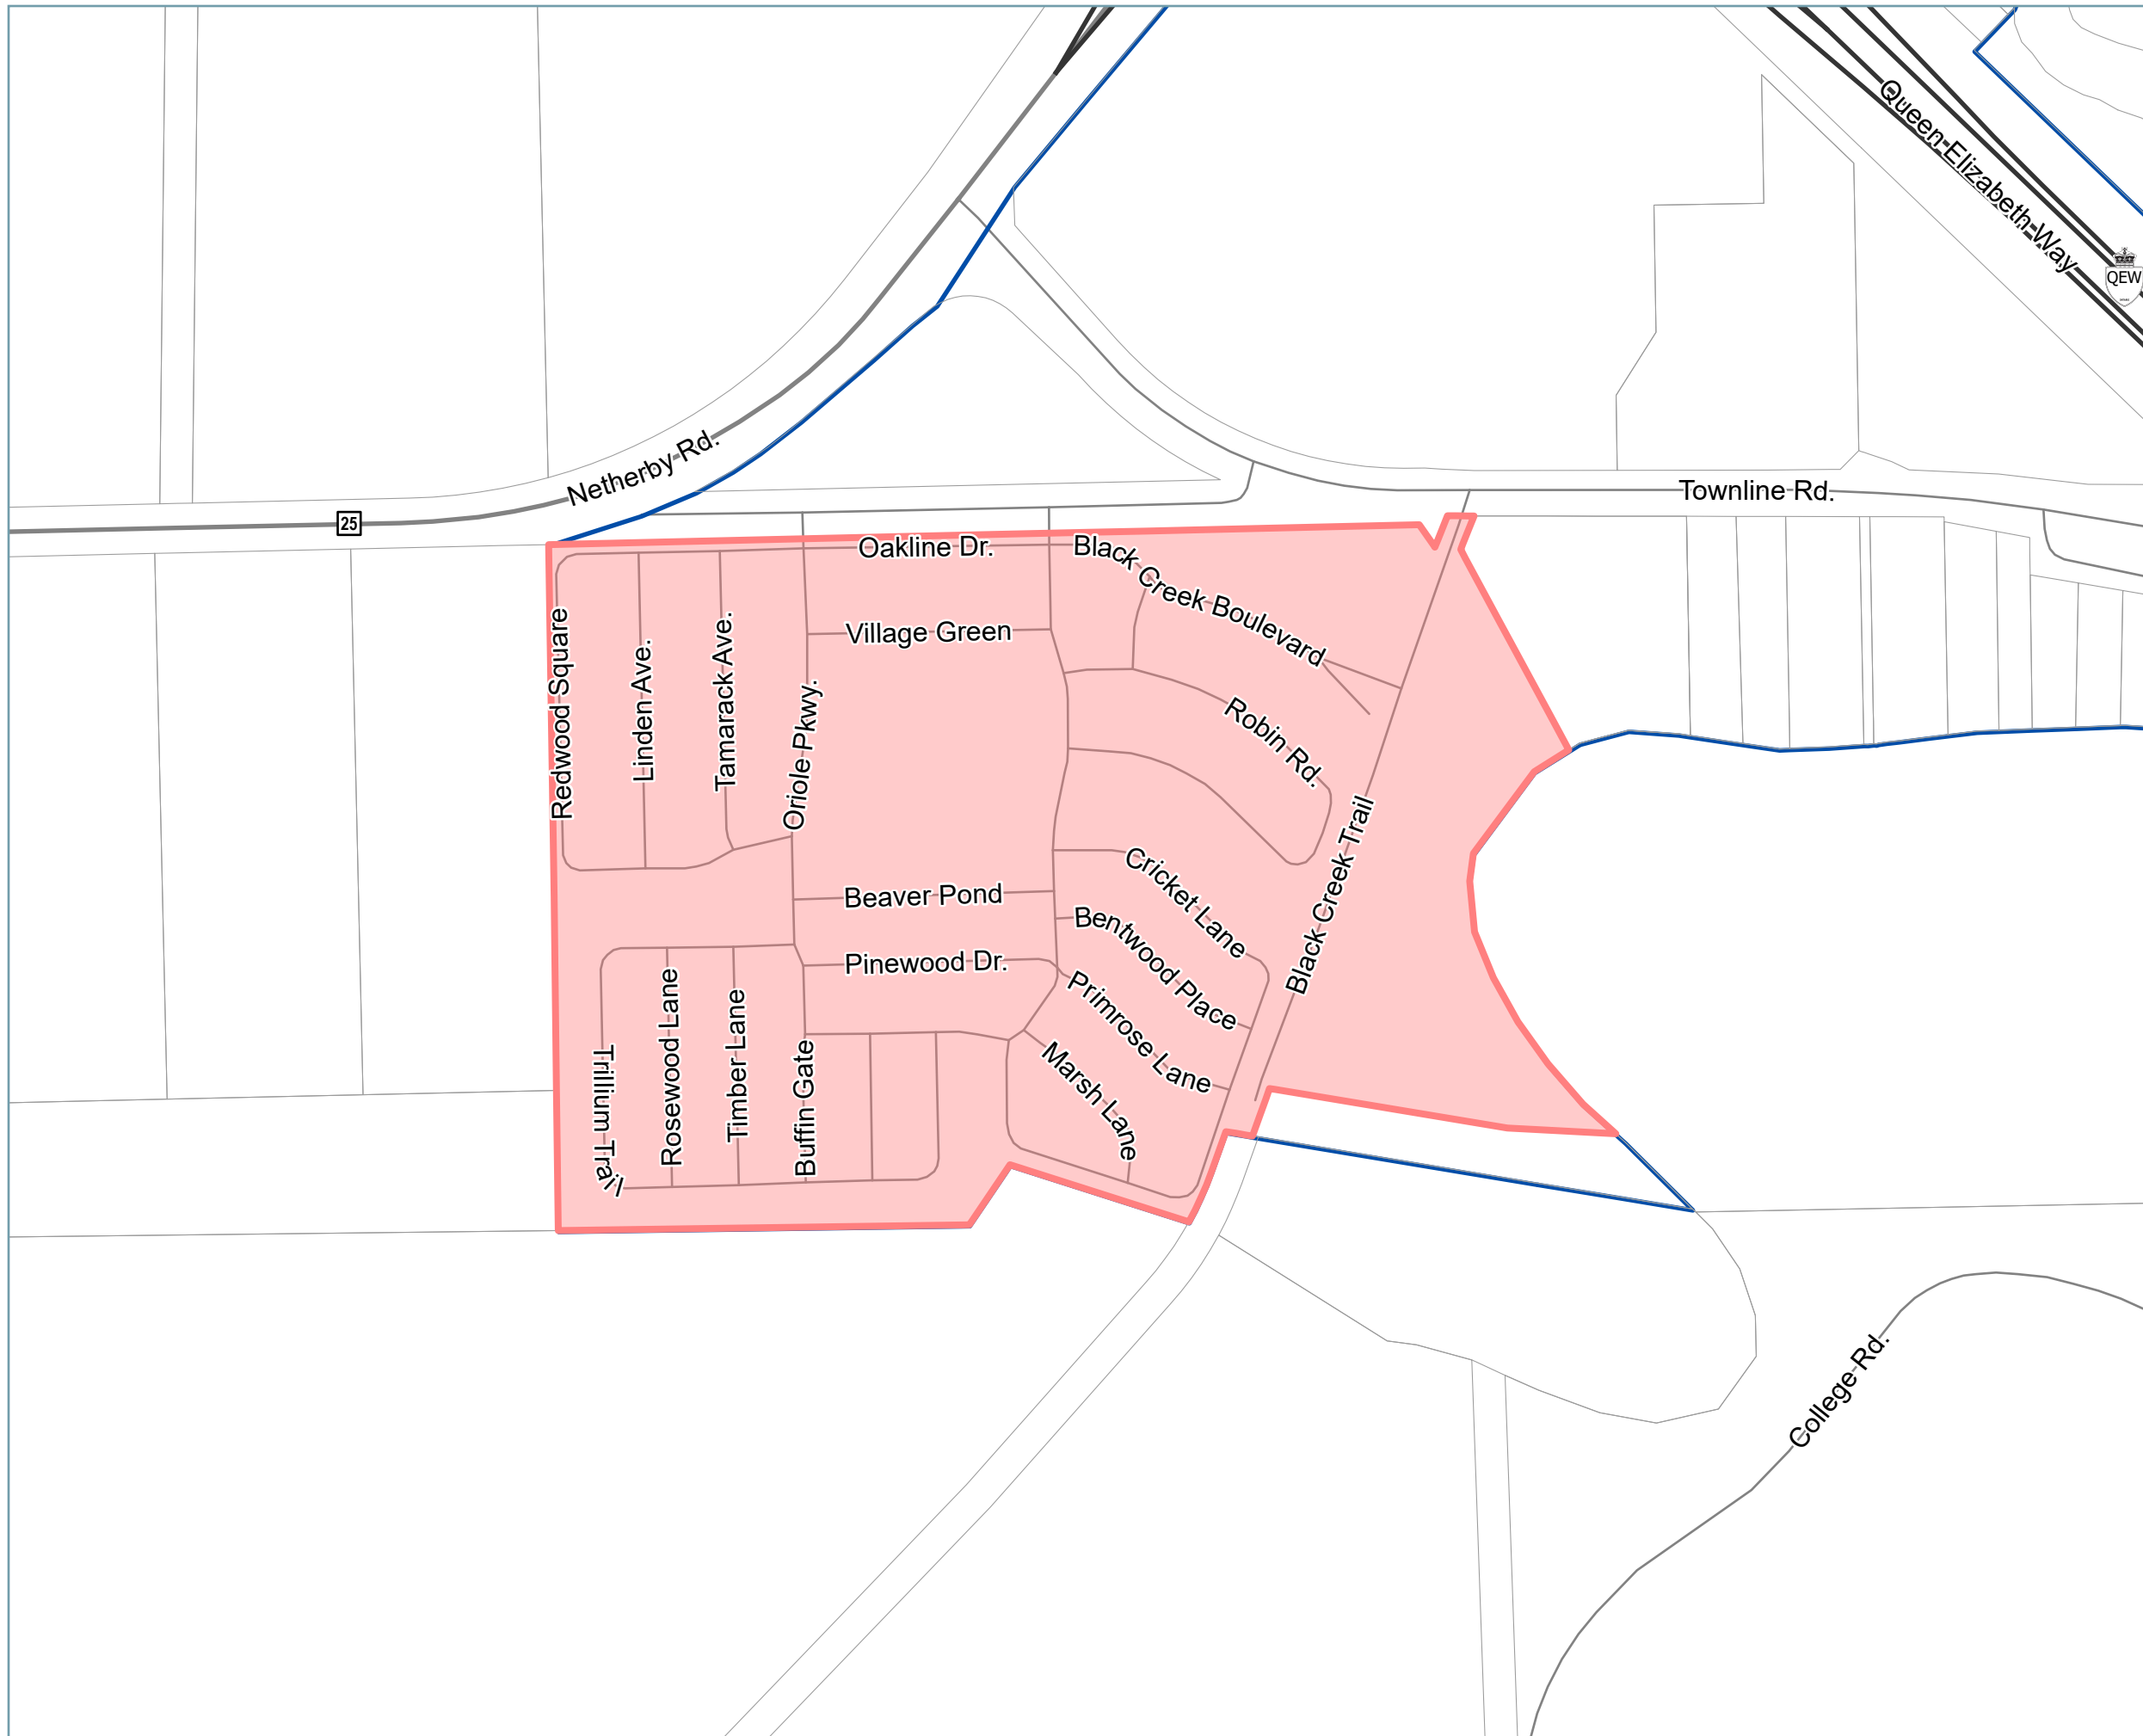 Queen Elizabeth Way
QEW
Netherby Rd.
25
Townline Rd.
Oakline Dr.
Black Creek Boulevard
Village Green
Redwood Square
Linden Ave.
Tamarack Ave.
Oriole Pkwy.
Robin Rd.
Black Creek Trail
Cricket Lane
Beaver Pond
Bentwood Place
Pinewood Dr.
Primrose Lane
Marsh Lane
Trillium Trail
Rosewood Lane
Timber Lane
Buffin Gate
College Rd.